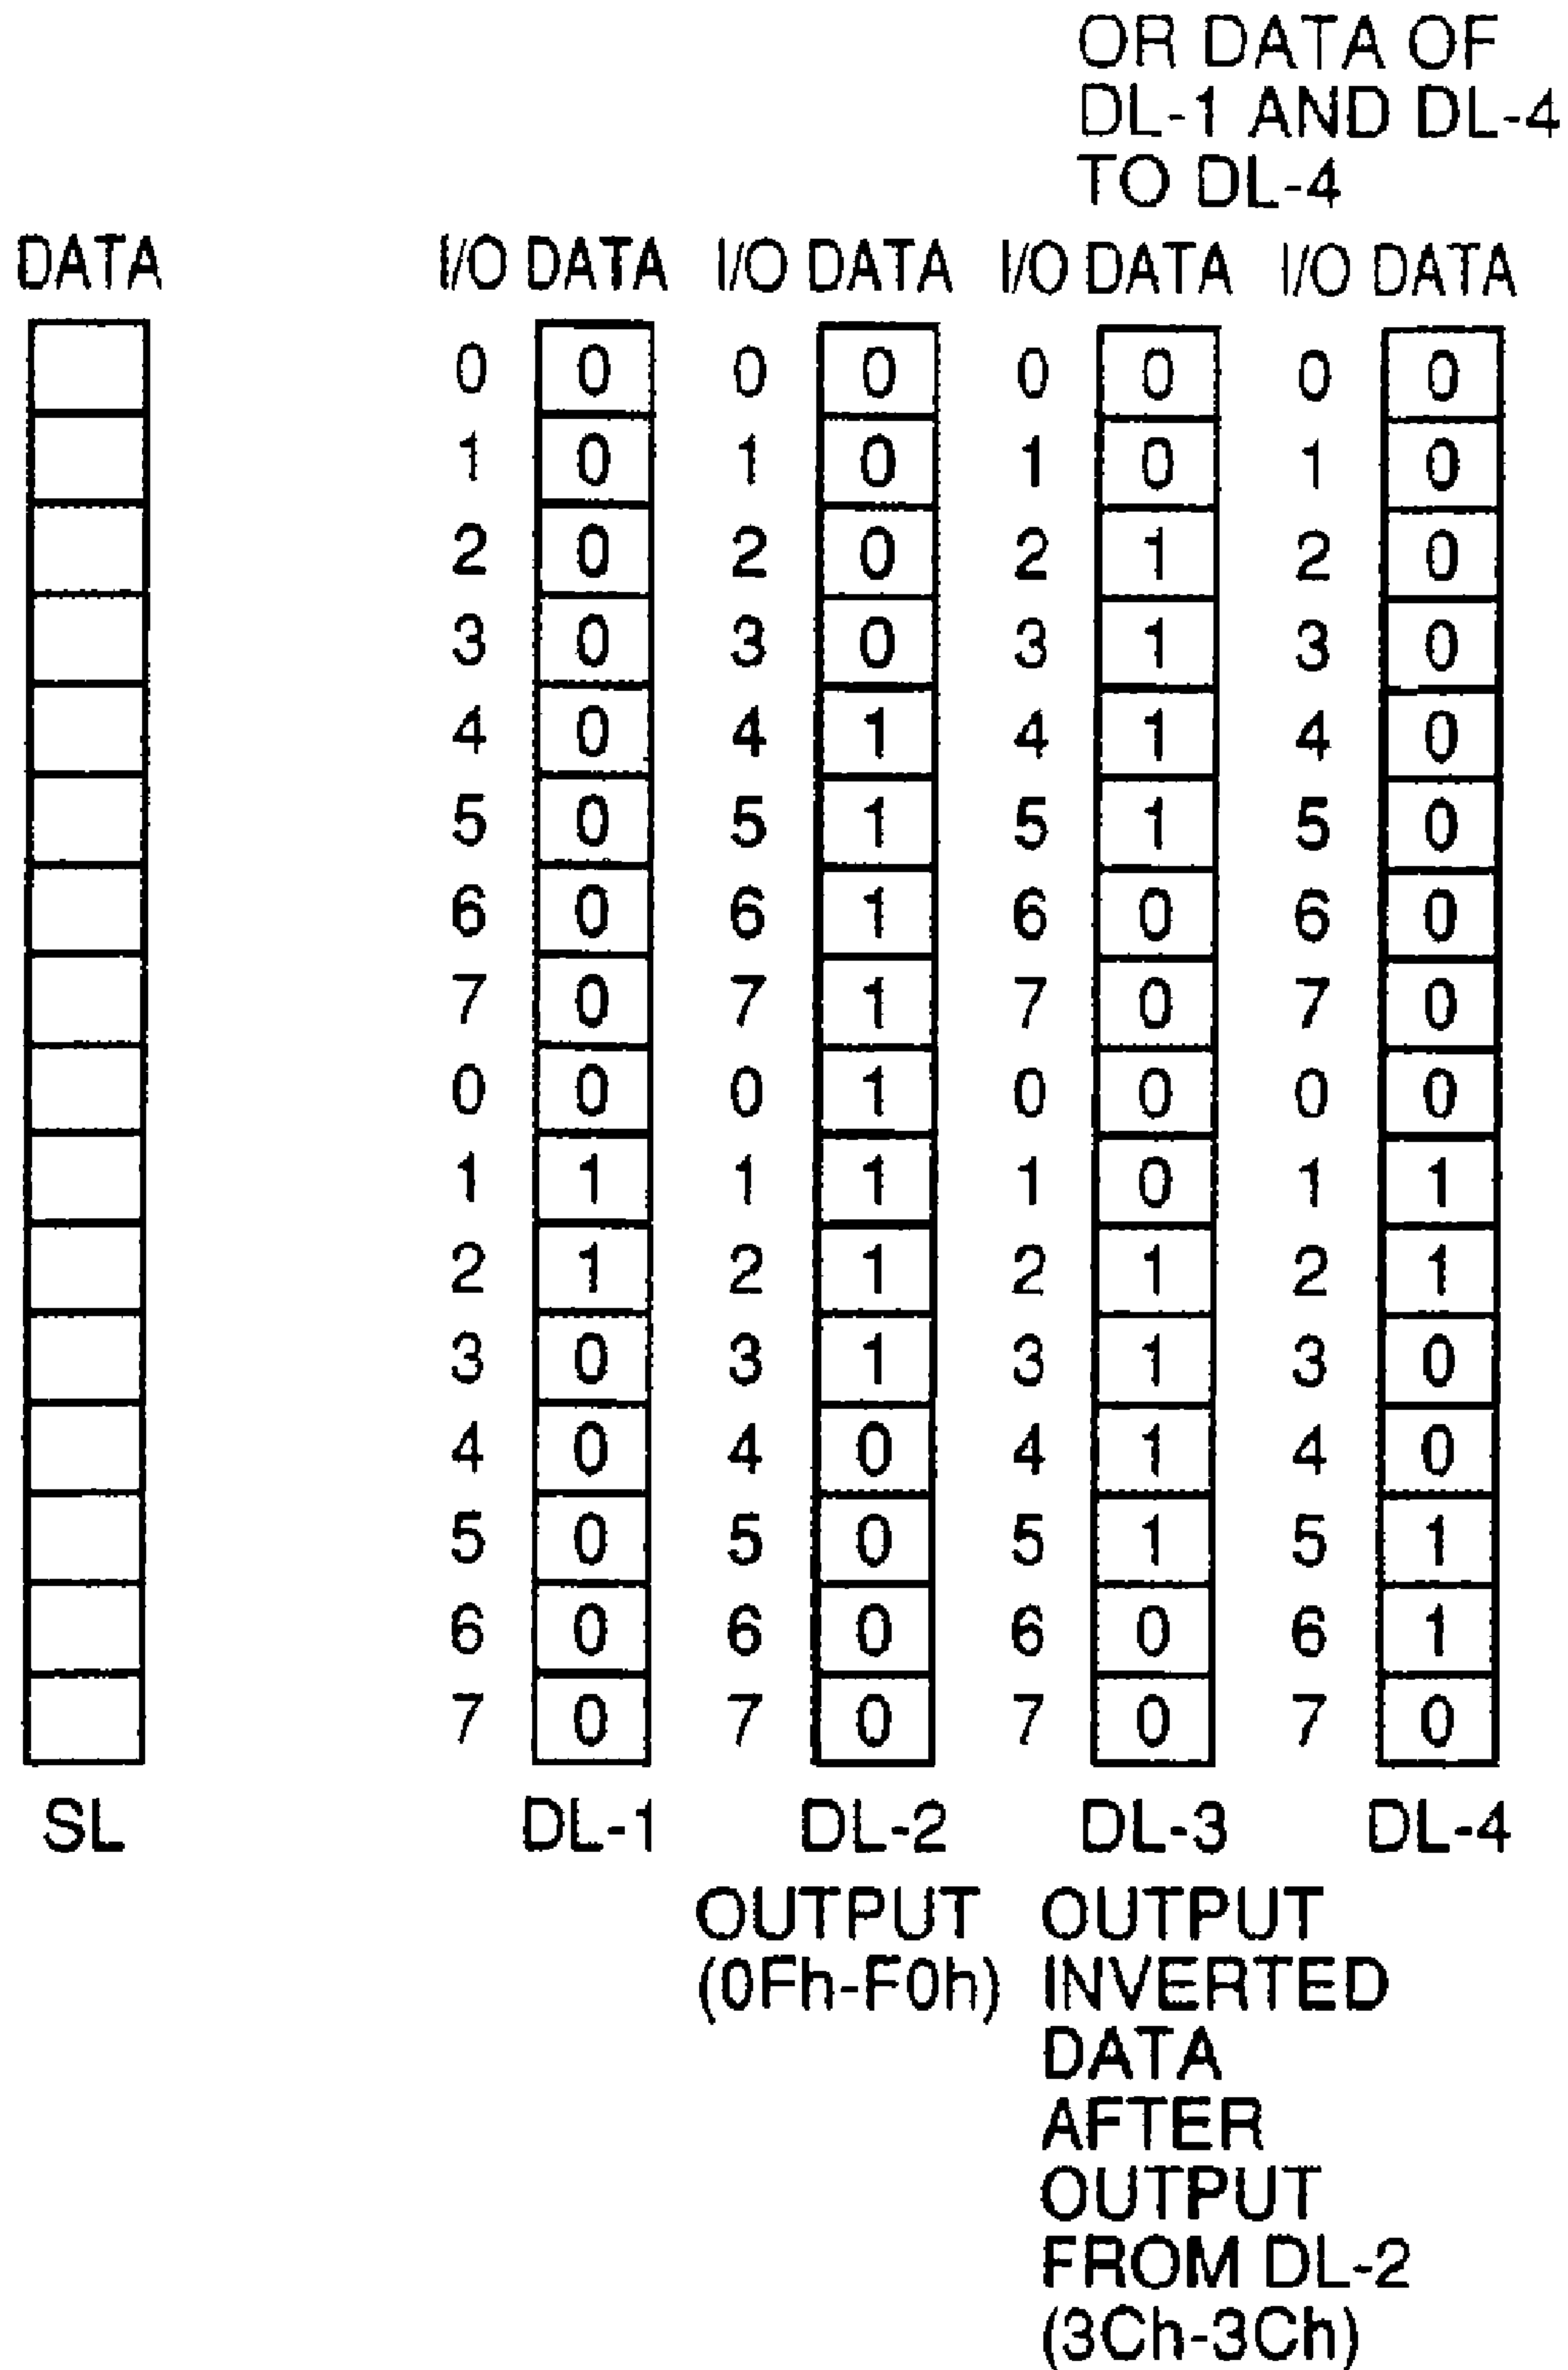 OR DATA OF
DL-1 AND DL-4
TO DL-4
DATA I/O DATA I/O DATA I/O DATA I/O DATA
0 0 0 0 0 0 0 0
1 0 1 0 1 0 1 0
2 0 2 0 2 1 2 0
3 0 3 0 3 1 3 0
4 0 4 1 4 1 4 0
5 0 5 1 5 1 5 0
6 0 6 1 6 0 6 0
7 0 7 1 7 0 7 0
0 0 0 1 0 0 0 0
1 1 1 1 1 0 1 1
2 1 2 1 2 1 2 1
3 0 3 1 3 1 3 0
4 0 4 0 4 1 4 0
5 0 5 0 5 1 5 1
6 0 6 0 6 0 6 1
7 0 7 0 7 0 7 0
SL DL-1 DL-2 DL-3 DL-4
OUTPUT
(0Fh-F0h)
OUTPUT
INVERTED
DATA
AFTER
OUTPUT
FROM DL-2
(3Ch-3Ch)